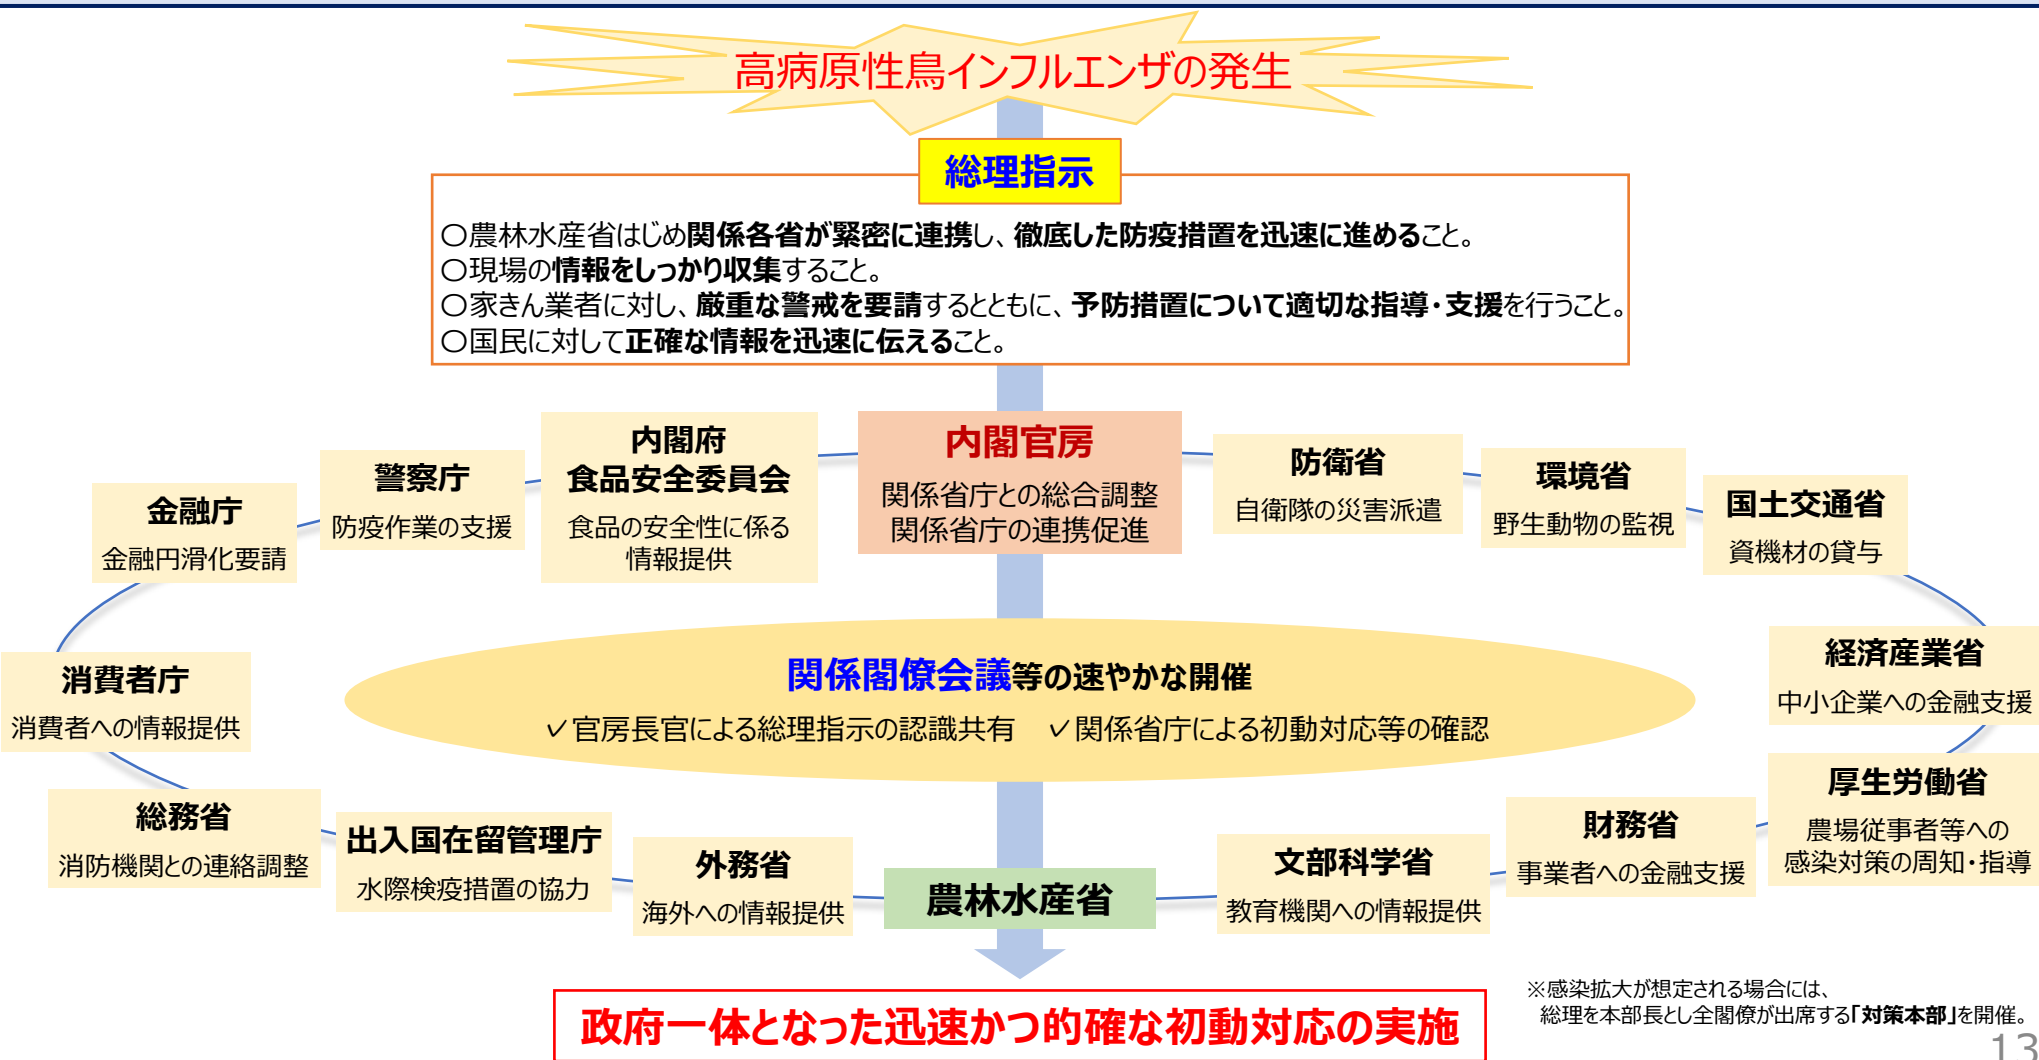 高病原性鳥インフルエンザの発生
総理指示
〇農林水産省はじめ関係各省が緊密に連携し、徹底した防疫措置を迅速に進めること。
〇現場の情報をしっかり収集すること。
〇家きん業者に対し、厳重な警戒を要請するとともに、予防措置について適切な指導・支援を行うこと。
〇国民に対して正確な情報を迅速に伝えること。
内閣官房
関係省庁との総合調整
関係省庁の連携促進
内閣府
食品安全委員会
食品の安全性に係る
情報提供
警察庁
防疫作業の支援
金融庁
金融円滑化要請
防衛省
自衛隊の災害派遣
環境省
野生動物の監視
国土交通省
資機材の貸与
消費者庁
消費者への情報提供
関係閣僚会議等の速やかな開催
✓官房長官による総理指示の認識共有 ✓関係省庁による初動対応等の確認
経済産業省
中小企業への金融支援
総務省
消防機関との連絡調整
出入国在留管理庁
水際検疫措置の協力
外務省
海外への情報提供
農林水産省
文部科学省
教育機関への情報提供
財務省
事業者への金融支援
厚生労働省
農場従事者等への
感染対策の周知・指導
政府一体となった迅速かつ的確な初動対応の実施
※感染拡大が想定される場合には、
総理を本部長とし全閣僚が出席する「対策本部」を開催。
13